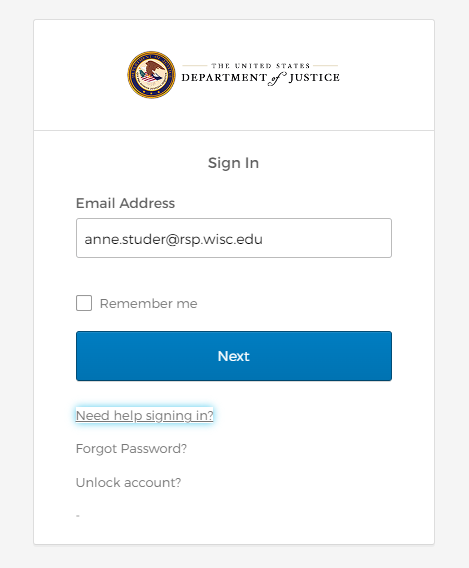 THE UNITED STATES
DEPARTMENT of JUSTICE
Sign In
Email Address
anne.studer@rsp.wisc.edu
Remember me
Next
Need help signing in?
Forgot Password?
Unlock account?
-